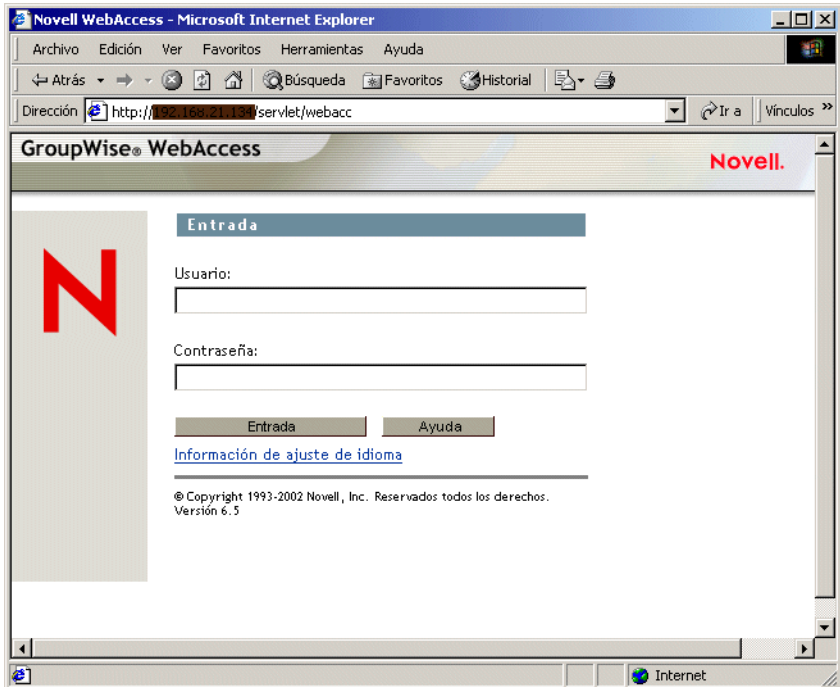 Novell WebAccess - Microsoft Internet Explorer
Archivo Edición Ver Favoritos Herramientas Ayuda
Atrás Búsqueda Favoritos Historial
Dirección http://192.168.21.134/servlet/webacc Ir a Vínculos »
GroupWise® WebAccess
Novell.
Entrada
N
Usuario:
Contraseña:
Entrada Ayuda
Información de ajuste de idioma
© Copyright 1993-2002 Novell, Inc. Reservados todos los derechos.
Versión 6.5
Internet